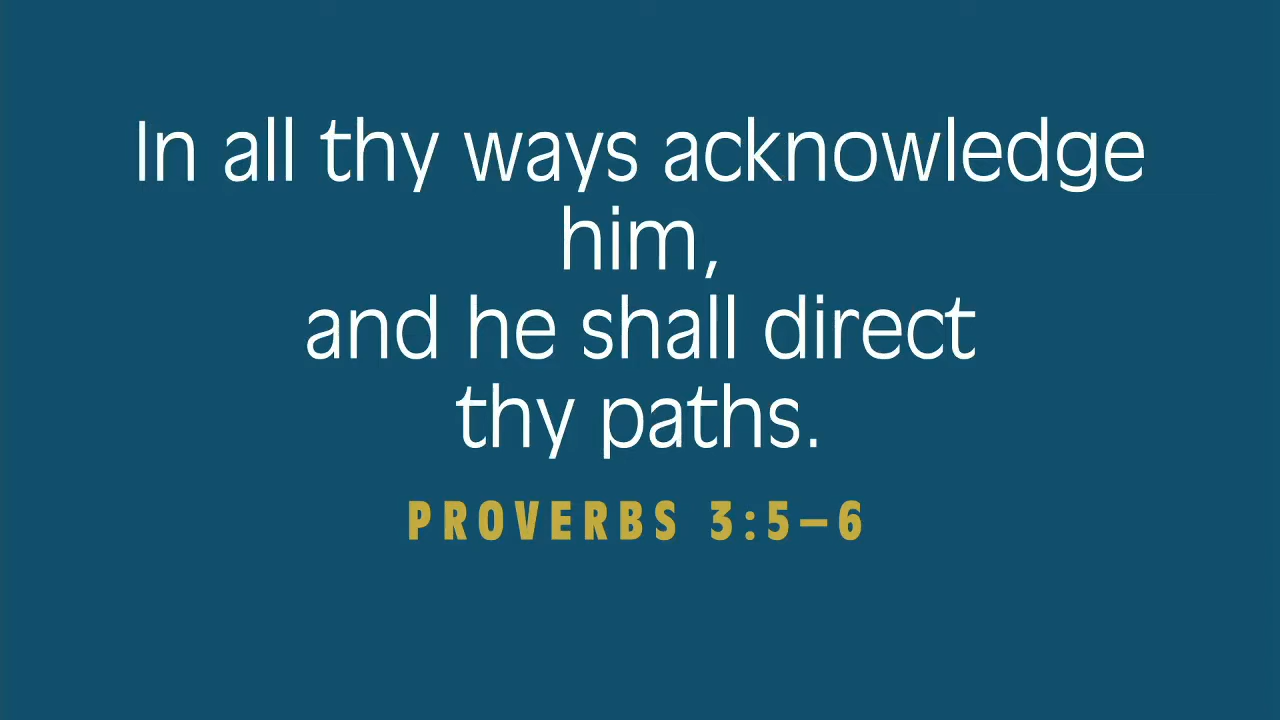 In all thy ways acknowledge
him,
and he shall direct
thy paths.
PROVERBS 3:5–6